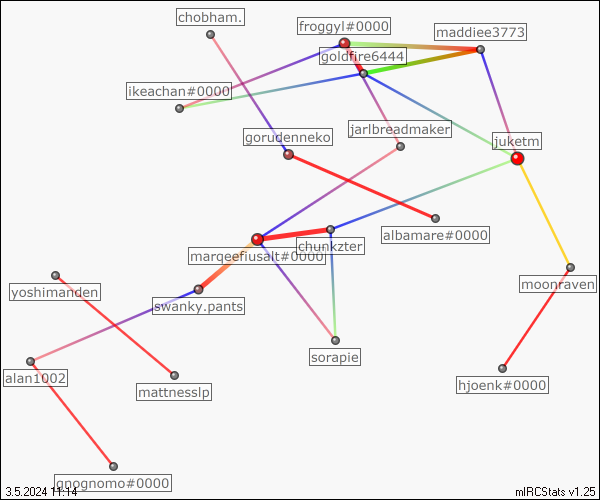 chobham.
froggyl#0000
maddiee3773
goldfire6444
ikeachan#0000
jarlbreadmaker
gorudenneko
juketm
albamare#0000
chunkzter
marqeefiusalt#0000
moonraven
yoshimanden
swanky.pants
sorapie
alan1002
mattnesslp
hjoenk#0000
gnognomo#0000
3.5.2024 11:14
mIRCStats v1.25